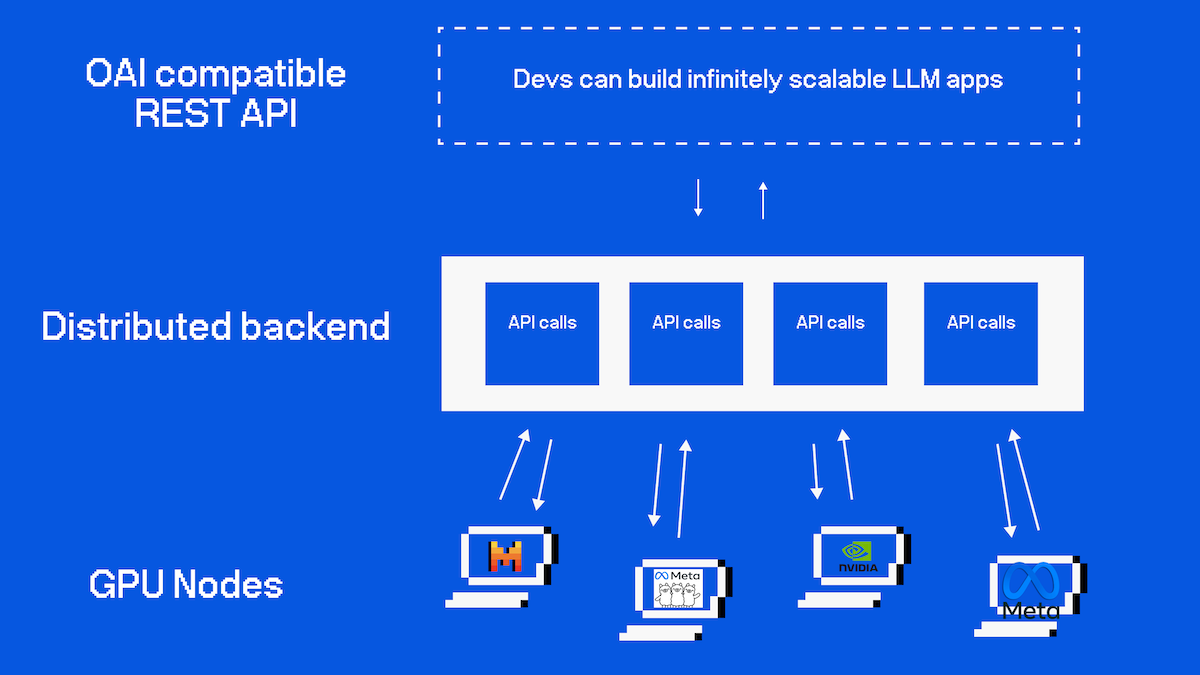 OAI compatible
REST API
Devs can build infinitely scalable LLM apps
Distributed backend
API calls
API calls
API calls
API calls
GPU Nodes
Meta
NVIDIA
Meta